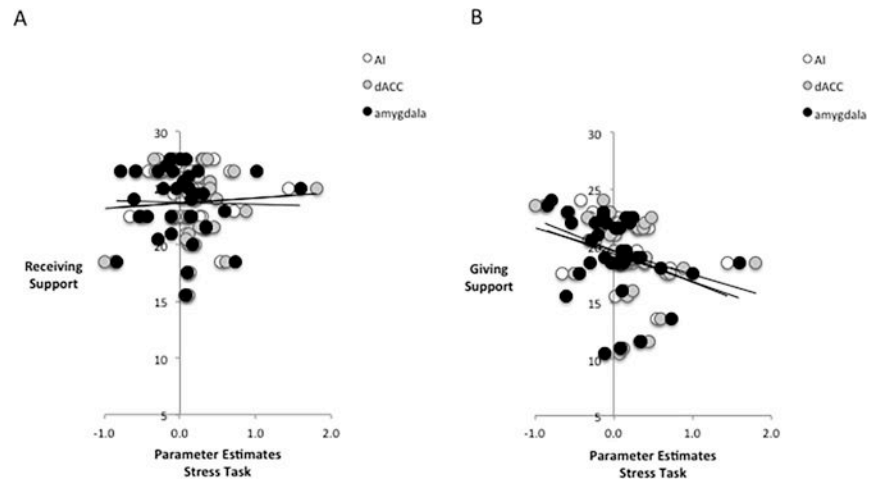 A
AI
dACC
amygdala
30
25
20
15
10
5
Receiving
Support
-1.0
0.0
1.0
2.0
Parameter Estimates
Stress Task
B
AI
dACC
amygdala
30
25
20
15
10
5
Giving
Support
-1.0
0.0
1.0
2.0
Parameter Estimates
Stress Task